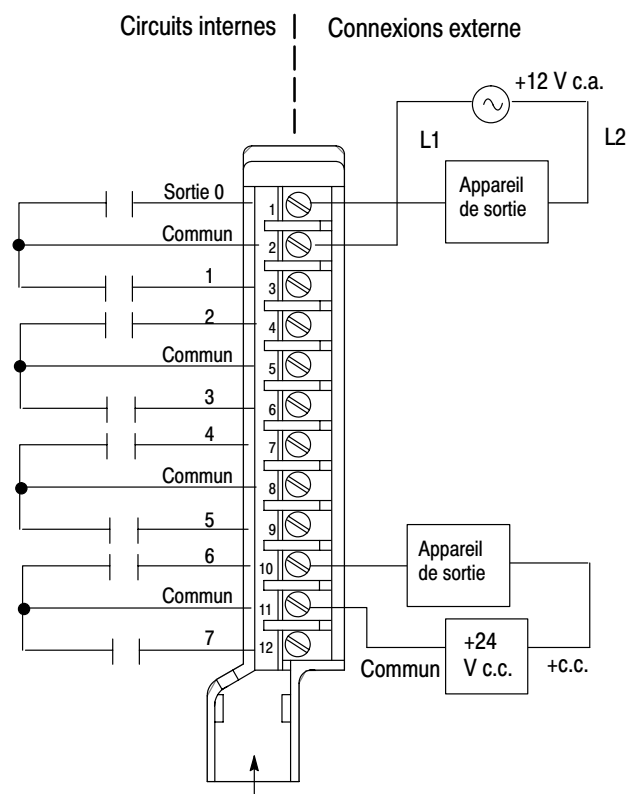 Circuits internes
Connexions externe
+12 V c.a.
L1
L2
Appareil
de sortie
Sortie 0
1
Commun
2
1
3
2
4
Commun
5
3
6
4
7
Commun
8
5
9
6
10
Appareil
de sortie
Commun
11
7
12
Commun
+24
V c.c.
+c.c.